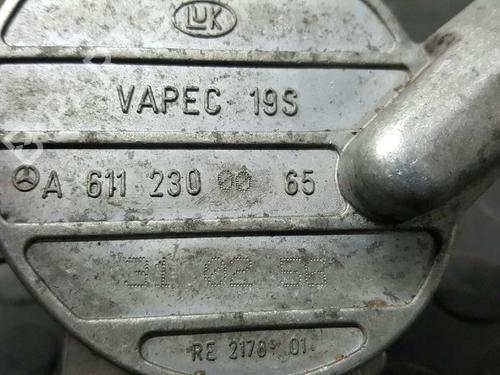 LUK
VAPEC 19S
A 611 230 00 65
31 02 58
RE 2178 01